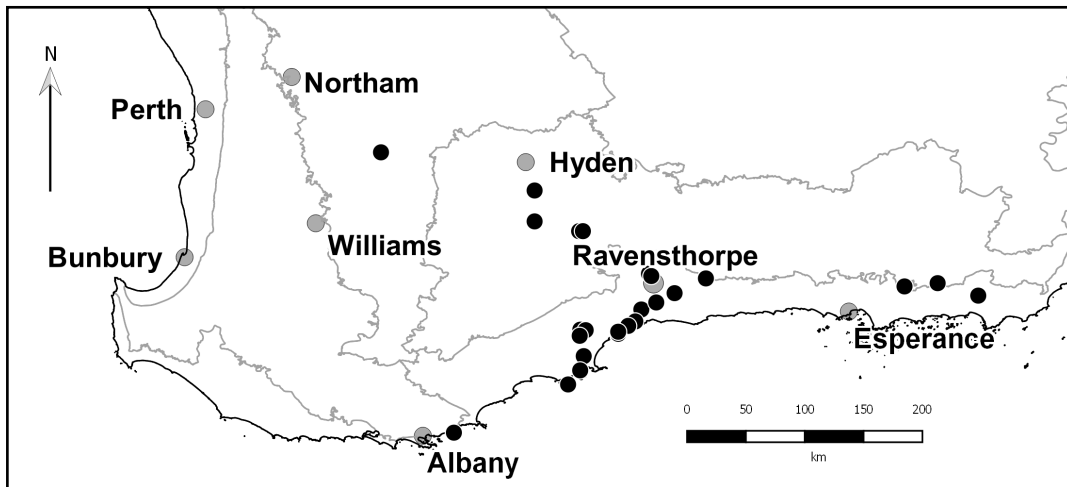 N
Northam
Perth
Hyden
Williams
Bunbury
Ravensthorpe
Esperance
0 50 100 150 200
km
Albany